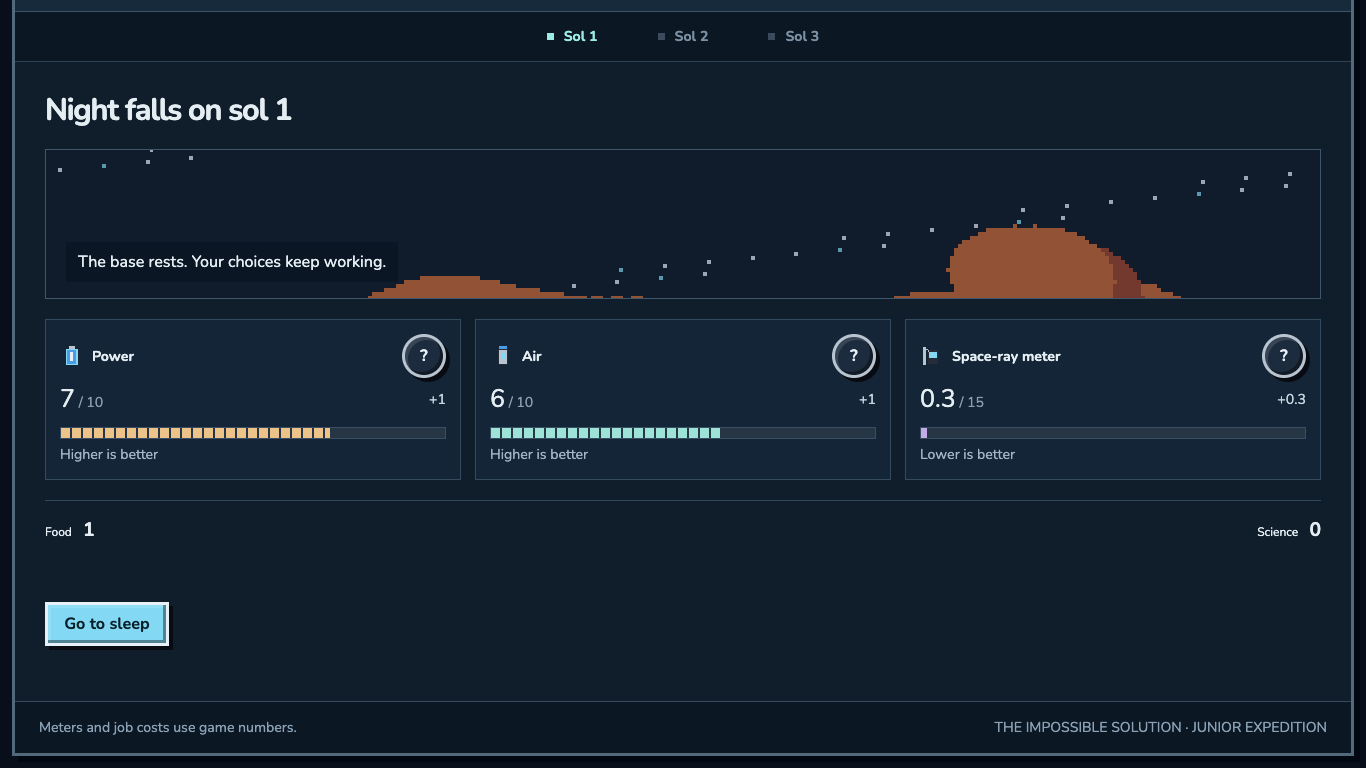 Sol 1 Sol 2 Sol 3
Night falls on sol 1
The base rests. Your choices keep working.
Power ?
7 / 10 +1
Higher is better
Air ?
6 / 10 +1
Higher is better
Space-ray meter ?
0.3 / 15 +0.3
Lower is better
Food 1
Science 0
Go to sleep
Meters and job costs use game numbers.
THE IMPOSSIBLE SOLUTION · JUNIOR EXPEDITION